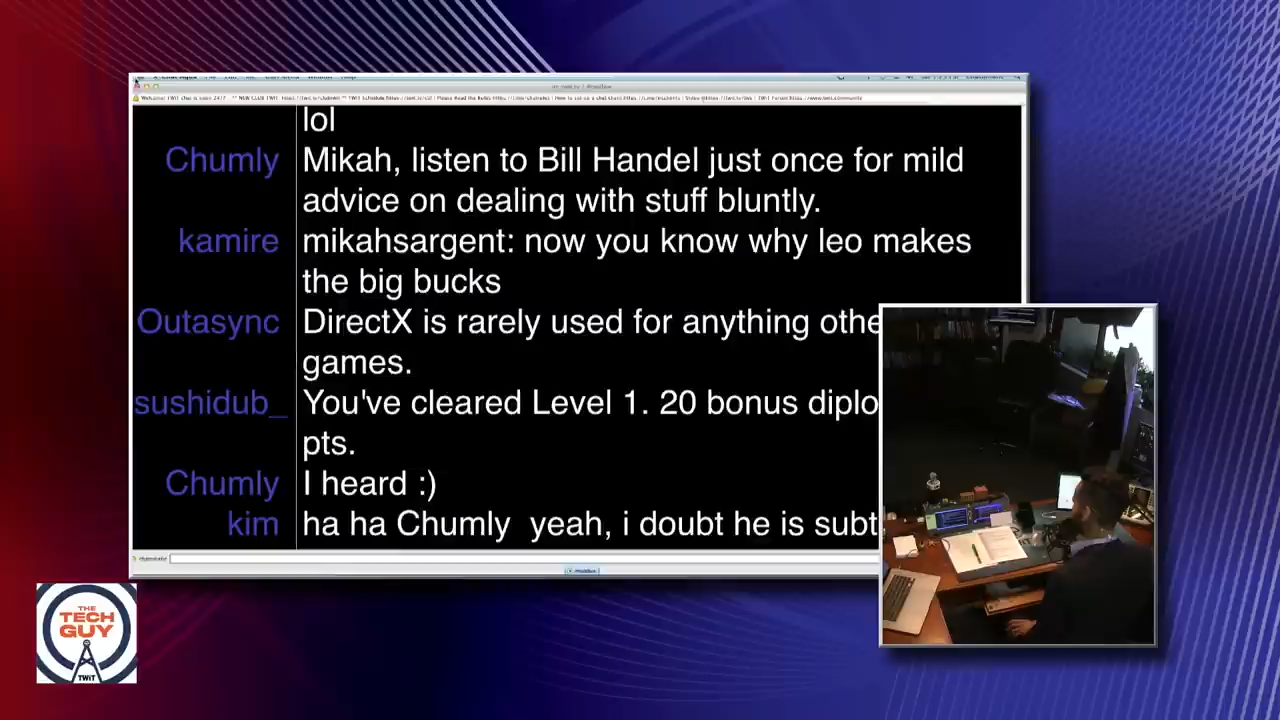 lol
Chumly Mikah, listen to Bill Handel just once for mild
advice on dealing with stuff bluntly.
kamire mikahsargent: now you know why leo makes
the big bucks
Outasync DirectX is rarely used for anything othe
games.
sushidub_ You've cleared Level 1. 20 bonus diplo
pts.
Chumly I heard :)
kim ha ha Chumly yeah, i doubt he is subt
THE
TECH
GUY
TWiT